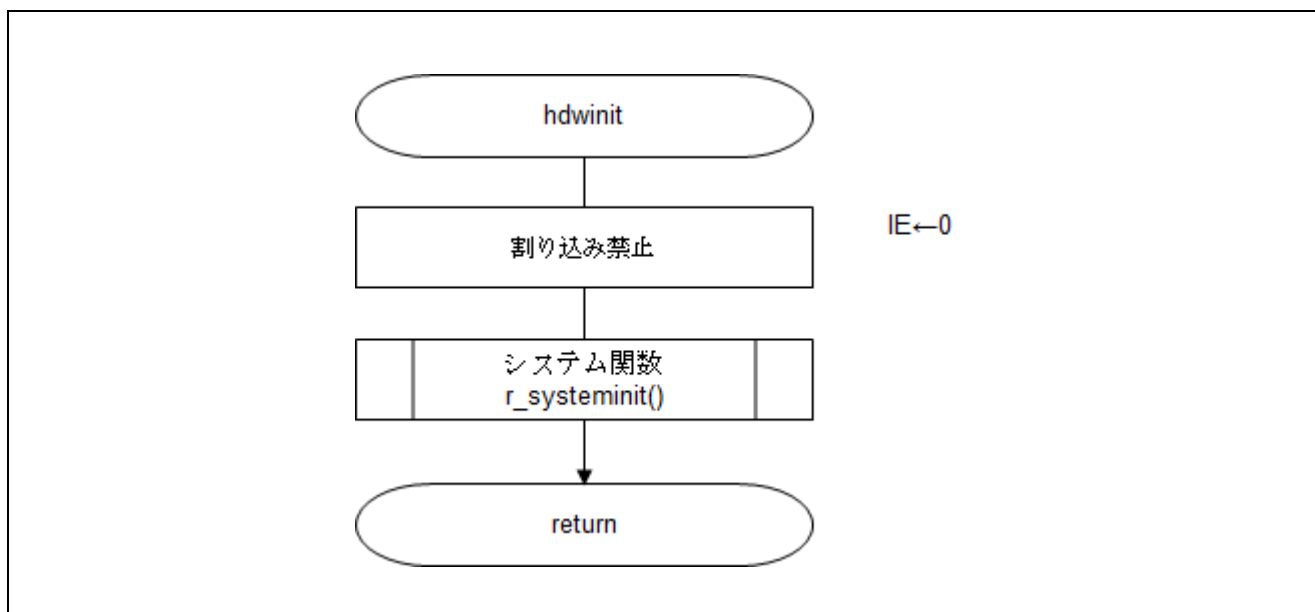 hdwinit
割り込み禁止
IE←0
システム関数
r_systeminit()
return